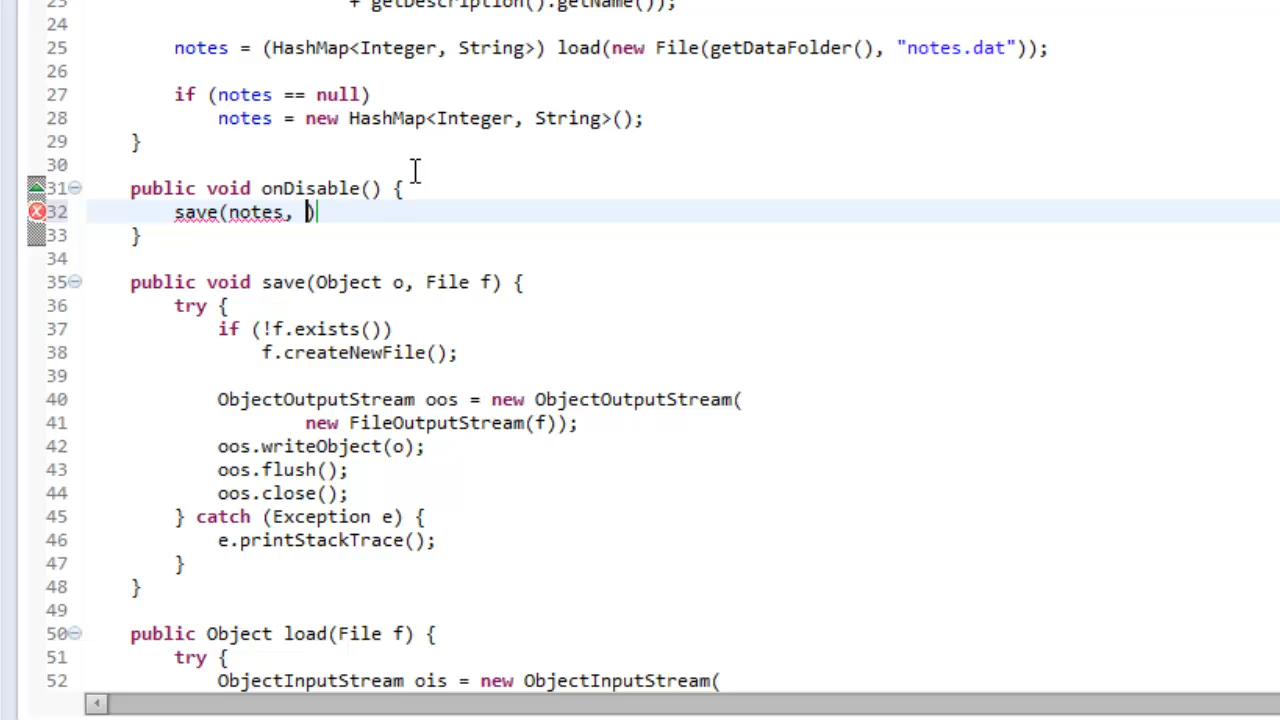 23 + getDescription().getName());
24
25 notes = (HashMap<Integer, String>) load(new File(getDataFolder(), "notes.dat"));
26
27 if (notes == null)
28 notes = new HashMap<Integer, String>();
29 }
30
31 public void onDisable() {
32 save(notes, )
33 }
34
35 public void save(Object o, File f) {
36 try {
37 if (!f.exists())
38 f.createNewFile();
39
40 ObjectOutputStream oos = new ObjectOutputStream(
41 new FileOutputStream(f));
42 oos.writeObject(o);
43 oos.flush();
44 oos.close();
45 } catch (Exception e) {
46 e.printStackTrace();
47 }
48 }
49
50 public Object load(File f) {
51 try {
52 ObjectInputStream ois = new ObjectInputStream(